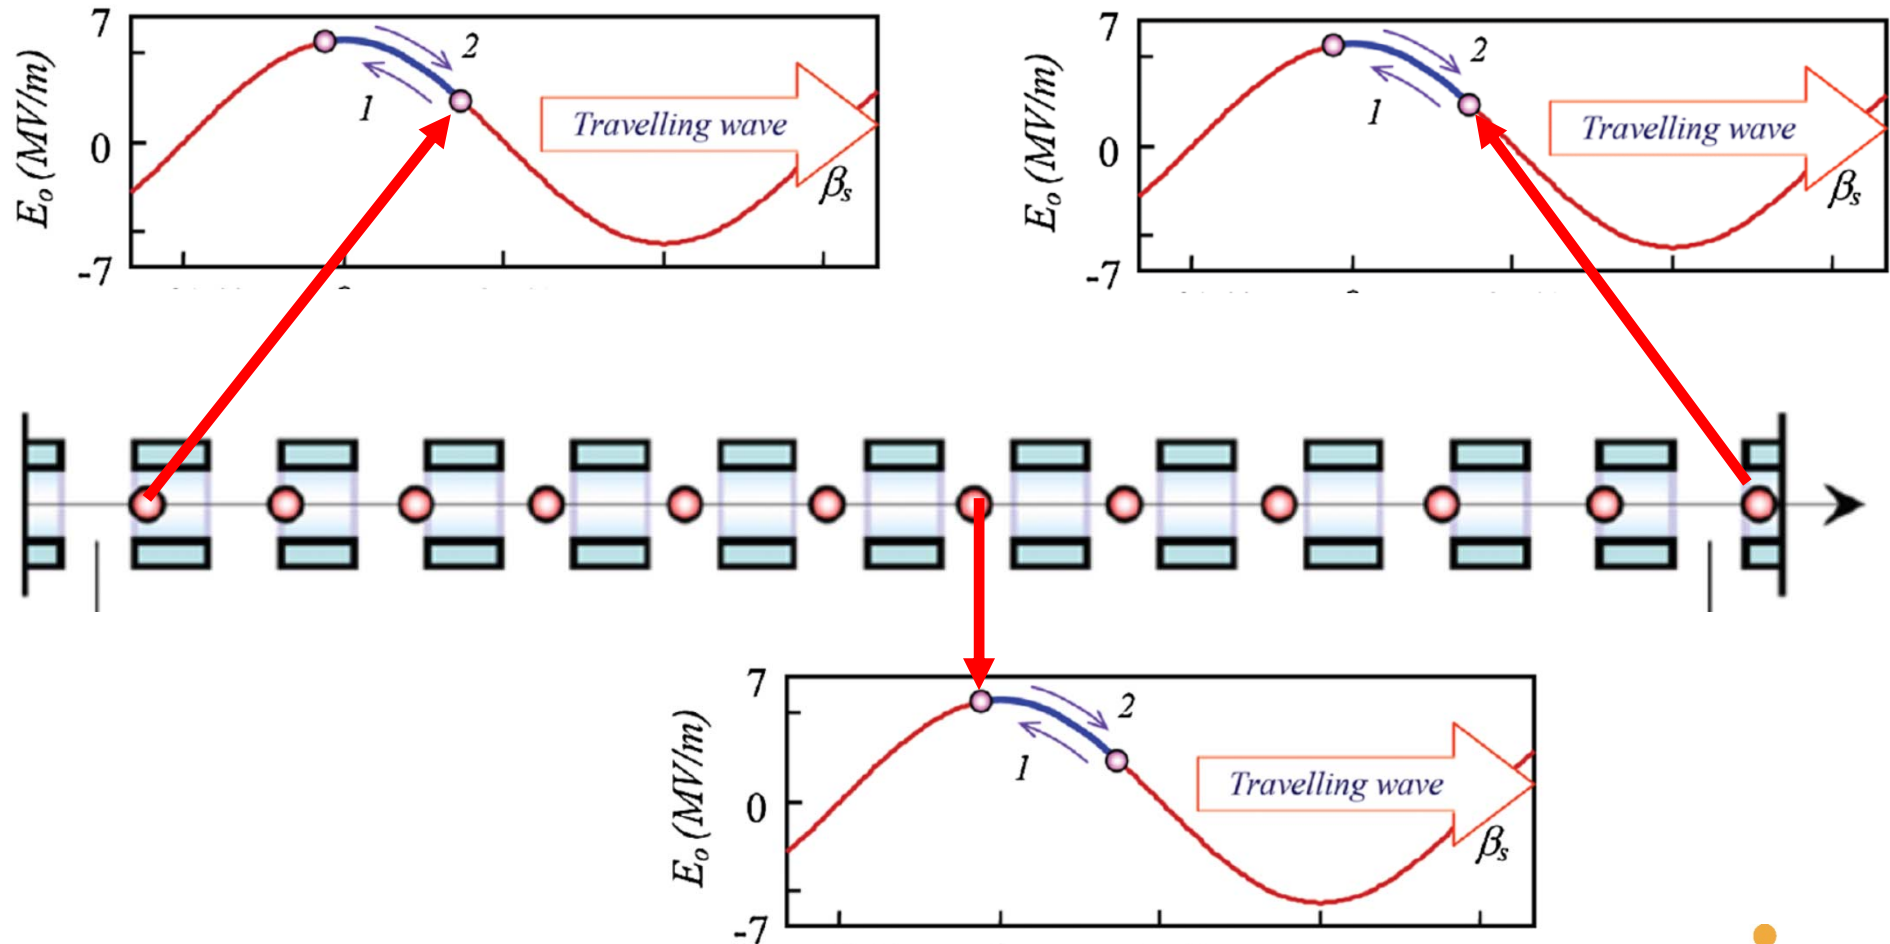 7
E₀ (MV/m)
0
-7
1
2
Travelling wave
βs
7
E₀ (MV/m)
0
-7
1
2
Travelling wave
βs
7
E₀ (MV/m)
0
-7
1
2
Travelling wave
βs